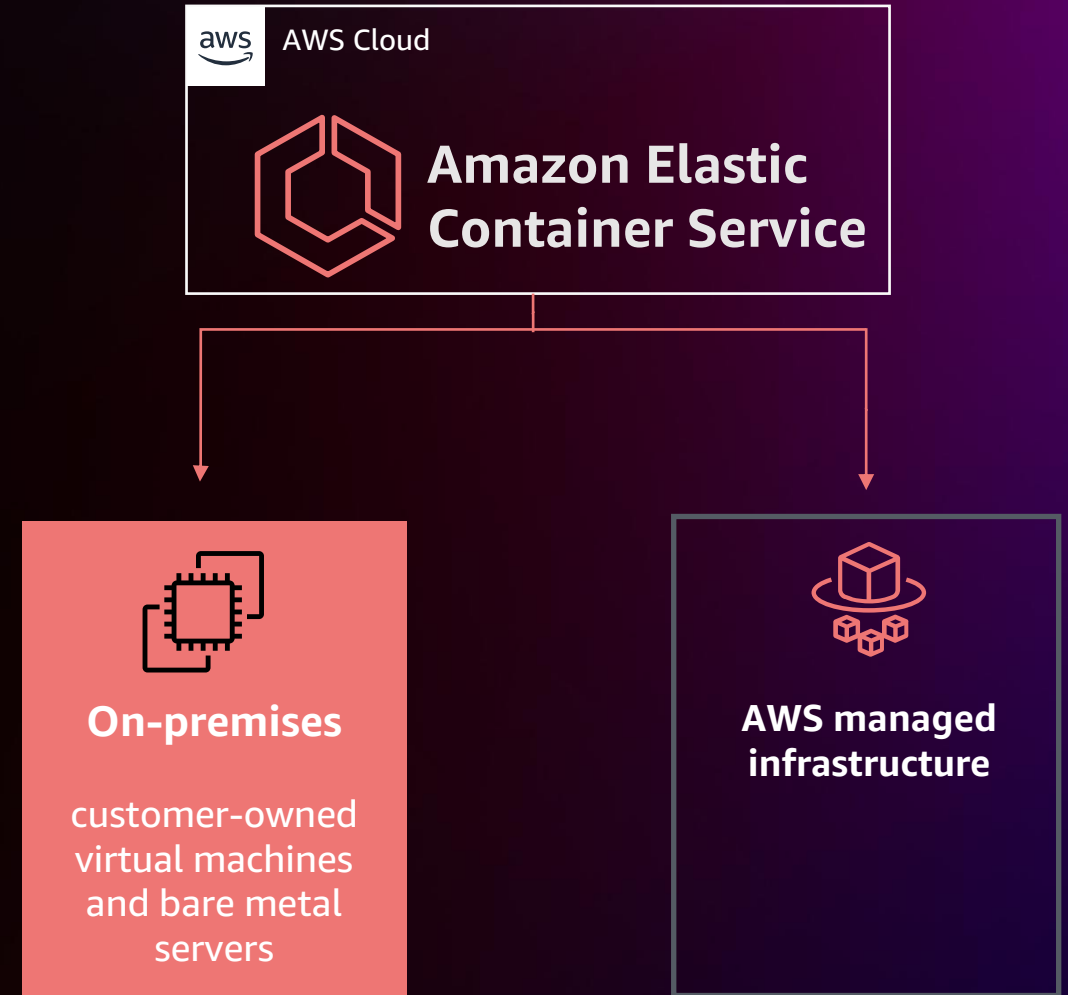 aws
AWS Cloud
Amazon Elastic
Container Service
On-premises
customer-owned
virtual machines
and bare metal
servers
AWS managed
infrastructure